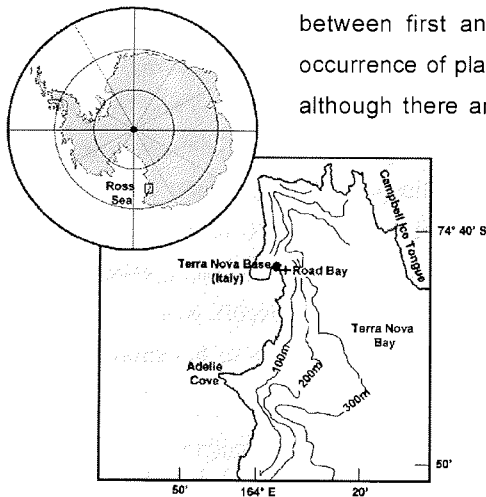 between first an
occurrence of pla
although there ar
Ross
Sea
Campbell Ice Tongue
74° 40' S
Terra Nova Base
(Italy)
Road Bay
Terra Nova
Bay
Adelie
Cove
100m
200m
300m
50'
50'
164° E
20'